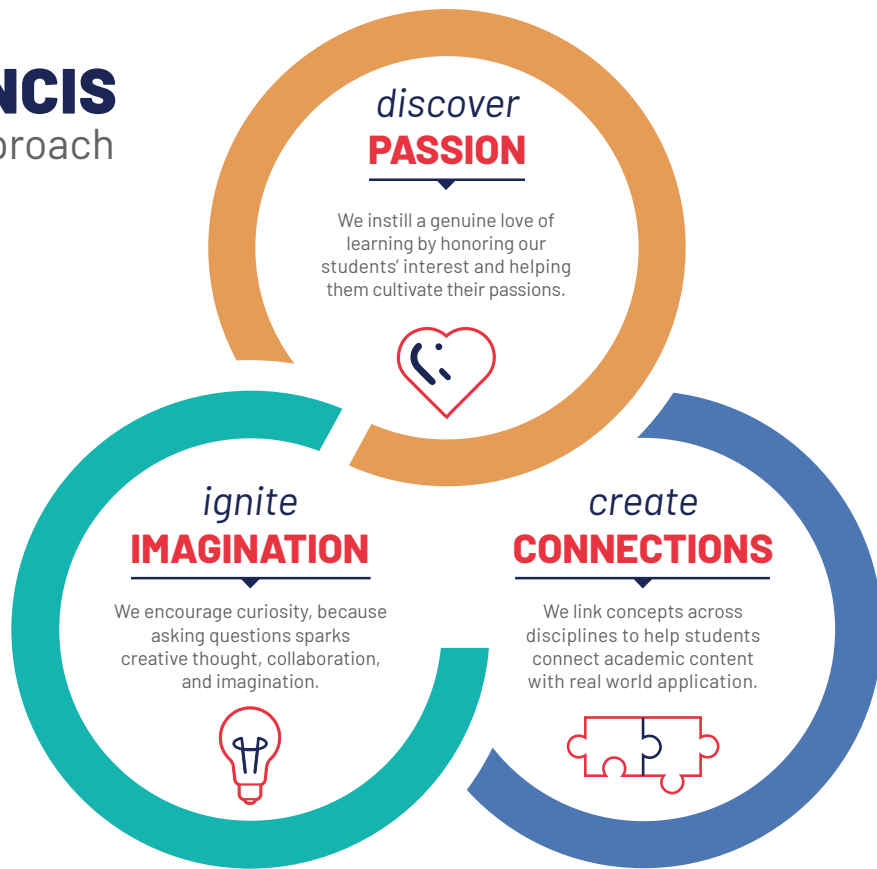 NCIS
proach
discover
PASSION
We instill a genuine love of
learning by honoring our
students’ interest and helping
them cultivate their passions.
ignite
IMAGINATION
We encourage curiosity, because
asking questions sparks
creative thought, collaboration,
and imagination.
create
CONNECTIONS
We link concepts across
disciplines to help students
connect academic content
with real world application.